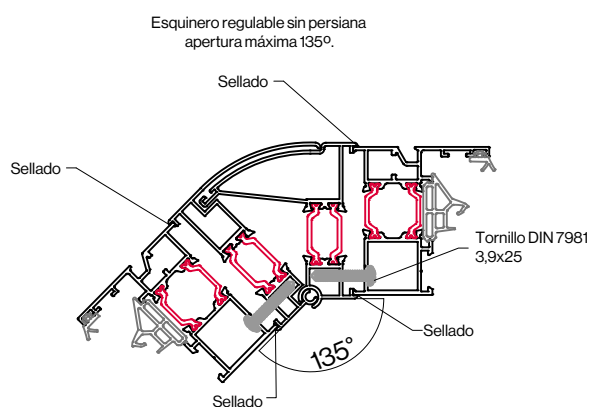 Esquinero regulable sin persiana
apertura máxima 135º.
Sellado
Sellado
Tornillo DIN 7981
3,9x25
Sellado
135°
Sellado